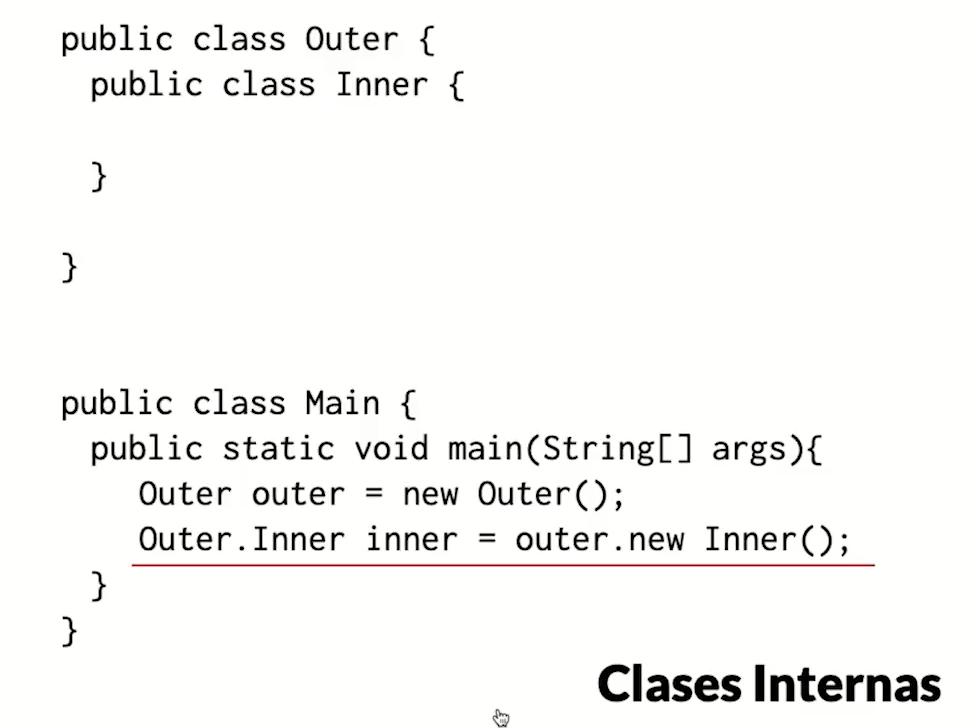 public class Outer {
public class Inner {
}
}
public class Main {
public static void main(String[] args){
Outer outer = new Outer();
Outer.Inner inner = outer.new Inner();
}
}
Clases Internas